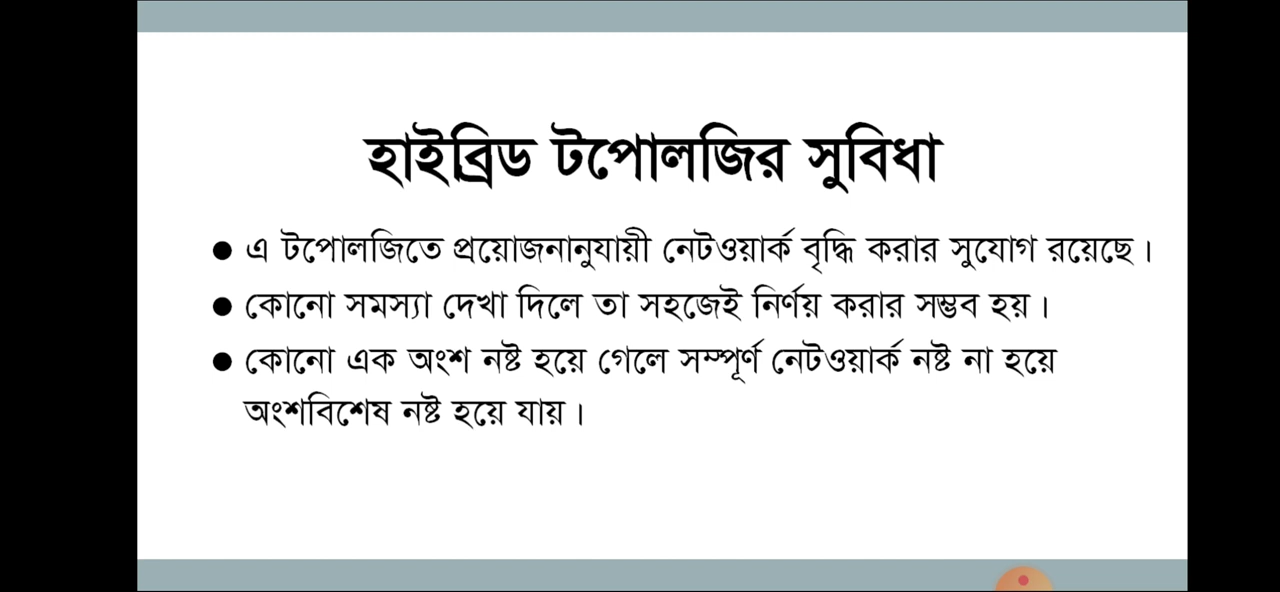 হাইব্রিড টপোলজির সুবিধা
● এ টপোলজিতে প্রয়োজনানুযায়ী নেটওয়ার্ক বৃদ্ধি করার সুযোগ রয়েছে।
● কোনো সমস্যা দেখা দিলে তা সহজেই নির্ণয় করার সম্ভব হয়।
● কোনো এক অংশ নষ্ট হয়ে গেলে সম্পূর্ণ নেটওয়ার্ক নষ্ট না হয়ে
অংশবিশেষ নষ্ট হয়ে যায়।